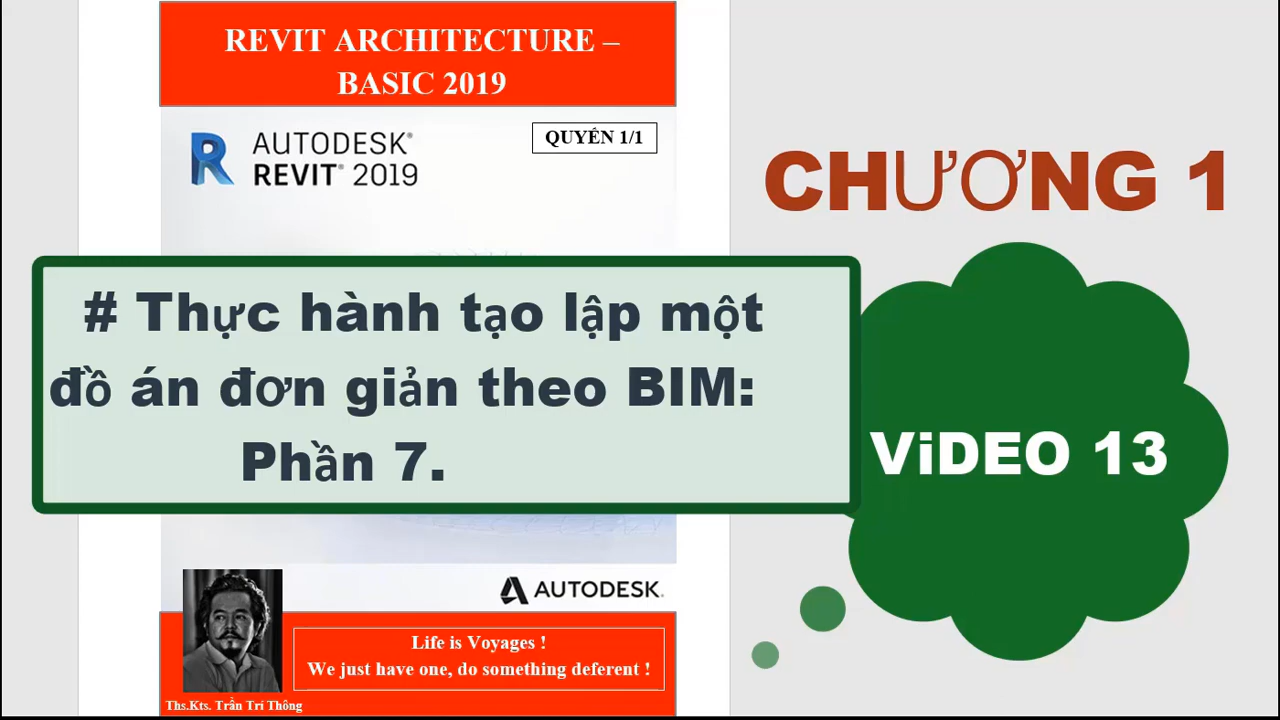 REVIT ARCHITECTURE –
BASIC 2019
QUYỂN 1/1
AUTODESK®
REVIT® 2019
CHƯƠNG 1
# Thực hành tạo lập một
đồ án đơn giản theo BIM:
Phần 7.
ViDEO 13
AUTODESK.
Life is Voyages !
We just have one, do something deferent !
Ths.Kts. Trần Trí Thông